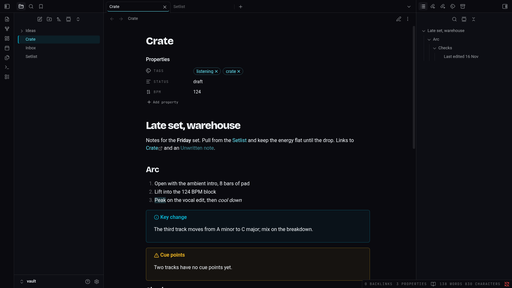 Crate
Setlist
Crate
Ideas
Crate
Inbox
Setlist
vault
Crate
Properties
TAGS
listening
crate
STATUS
draft
BPM
124
Add property
Late set, warehouse
Notes for the Friday set. Pull from the Setlist and keep the energy flat until the drop. Links to
Crate and an Unwritten note.
Arc
1. Open with the ambient intro, 8 bars of pad
2. Lift into the 124 BPM block
3. Peak on the vocal edit, then cool down
Key change
The third track moves from A minor to C major; mix on the breakdown.
Cue points
Two tracks have no cue points yet.
Late set, warehouse
Arc
Checks
Last edited 16 Nov